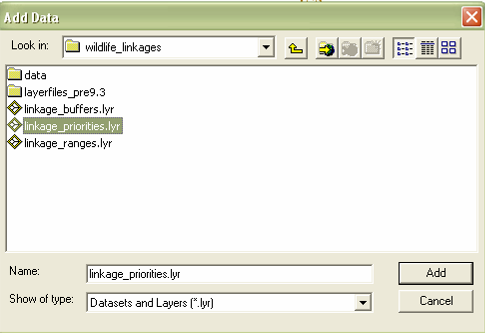 Add Data
Look in: wildlife_linkages
data
layerfiles_pre9.3
linkage_buffers.lyr
linkage_priorities.lyr
linkage_ranges.lyr
Name: linkage_priorities.lyr Add
Show of type: Datasets and Layers (*.lyr) Cancel